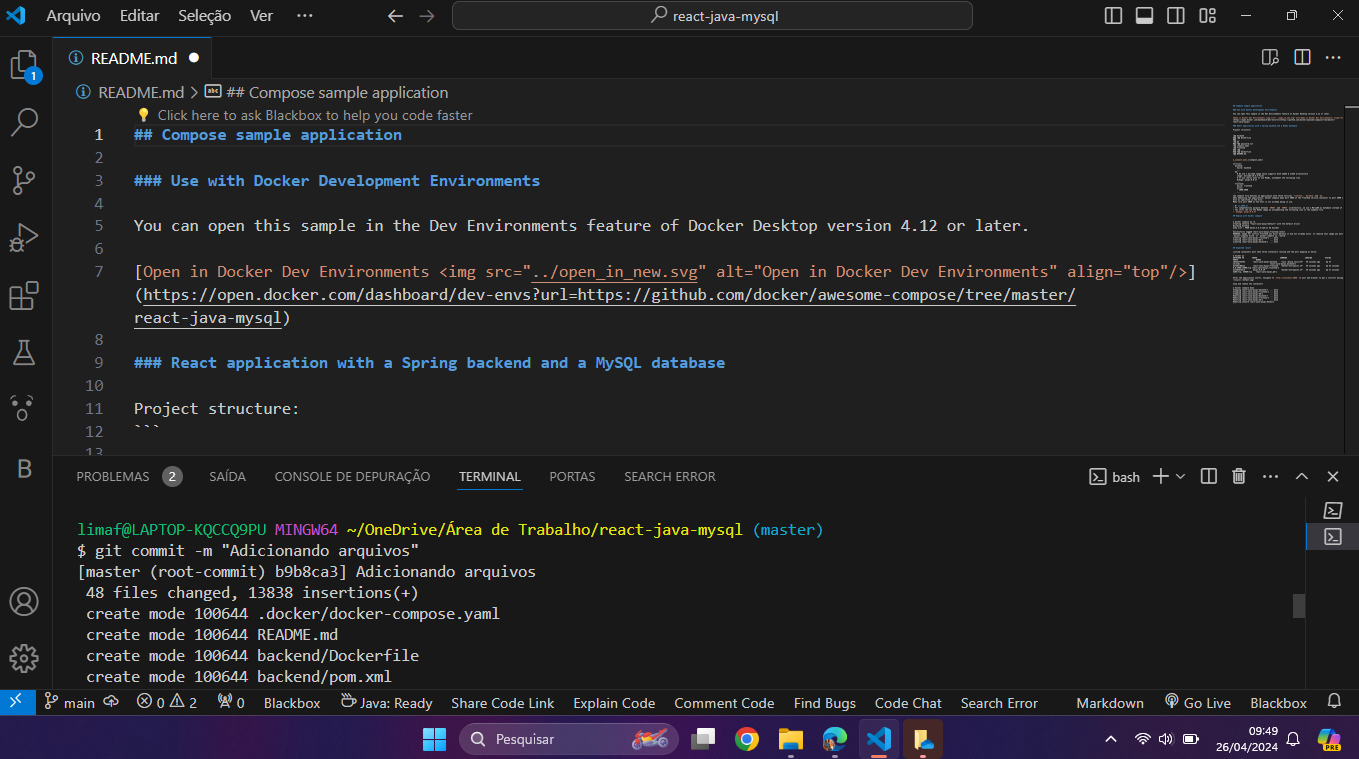 Arquivo Editar Seleção Ver ··· react-java-mysql
1
README.md
README.md > ## Compose sample application
Click here to ask Blackbox to help you code faster
1 ## Compose sample application
2
3 ### Use with Docker Development Environments
4
5 You can open this sample in the Dev Environments feature of Docker Desktop version 4.12 or later.
6
7 [Open in Docker Dev Environments <img src="../open_in_new.svg" alt="Open in Docker Dev Environments" align="top"/>]
(https://open.docker.com/dashboard/dev-envs?url=https://github.com/docker/awesome-compose/tree/master/
react-java-mysql)
8
9 ### React application with a Spring backend and a MySQL database
10
11 Project structure:
12 ```
13
B
PROBLEMAS 2 SAÍDA CONSOLE DE DEPURAÇÃO TERMINAL PORTAS SEARCH ERROR bash
limaf@LAPTOP-KQCCQ9PU MINGW64 ~/OneDrive/Área de Trabalho/react-java-mysql (master)
$ git commit -m "Adicionando arquivos"
[master (root-commit) b9b8ca3] Adicionando arquivos
48 files changed, 13838 insertions(+)
create mode 100644 .docker/docker-compose.yaml
create mode 100644 README.md
create mode 100644 backend/Dockerfile
create mode 100644 backend/pom.xml
main 0 2 0 Blackbox Java: Ready Share Code Link Explain Code Comment Code Find Bugs Code Chat Search Error Markdown Go Live Blackbox
Pesquisar
09:49
26/04/2024
PRE